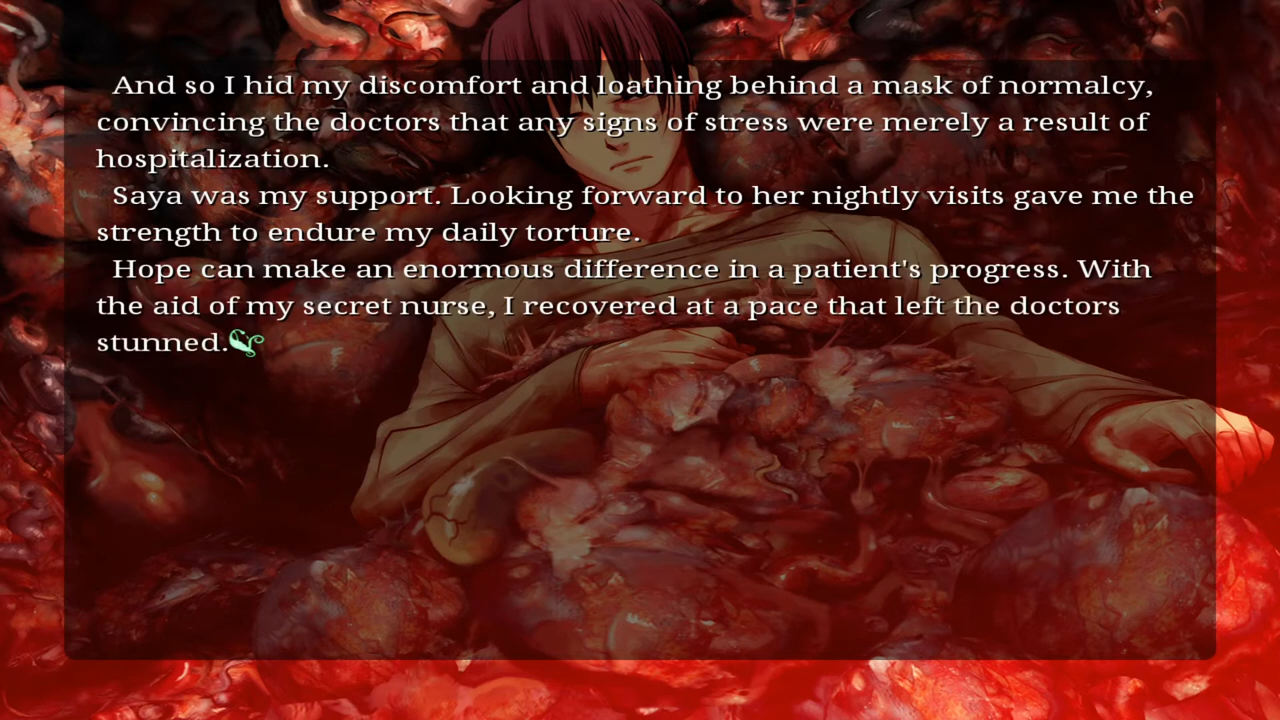 And so I hid my discomfort and loathing behind a mask of normalcy,
convincing the doctors that any signs of stress were merely a result of
hospitalization.
Saya was my support. Looking forward to her nightly visits gave me the
strength to endure my daily torture.
Hope can make an enormous difference in a patient's progress. With
the aid of my secret nurse, I recovered at a pace that left the doctors
stunned.